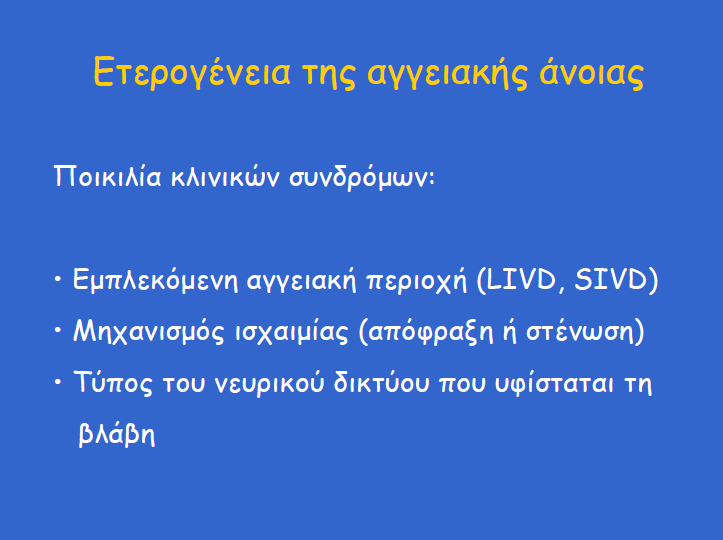 Ετερογένεια της αγγειακής άνοιας
Ποικιλία κλινικών συνδρόμων:
• Εμπλεκόμενη αγγειακή περιοχή (LIVD, SIVD)
• Μηχανισμός ισχαιμίας (απόφραξη ή στένωση)
• Τύπος του νευρικού δικτύου που υφίσταται τη
βλάβη